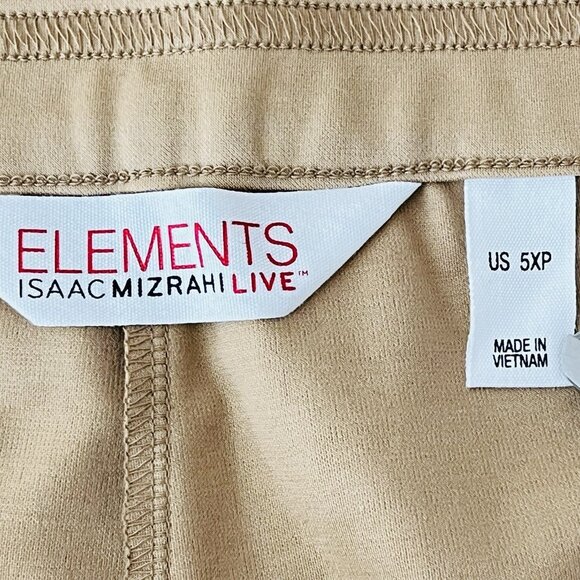 ELEMENTS
ISAACMIZRAHILIVE™
US 5XP
MADE IN
VIETNAM